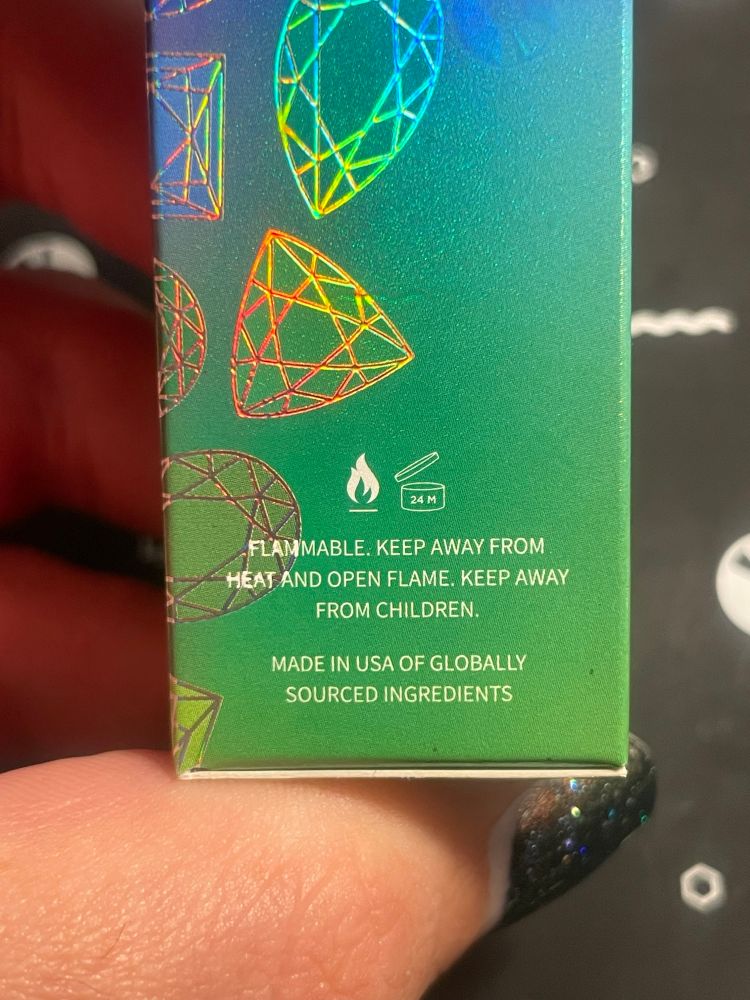 24 M
FLAMMABLE. KEEP AWAY FROM
HEAT AND OPEN FLAME. KEEP AWAY
FROM CHILDREN.
MADE IN USA OF GLOBALLY
SOURCED INGREDIENTS